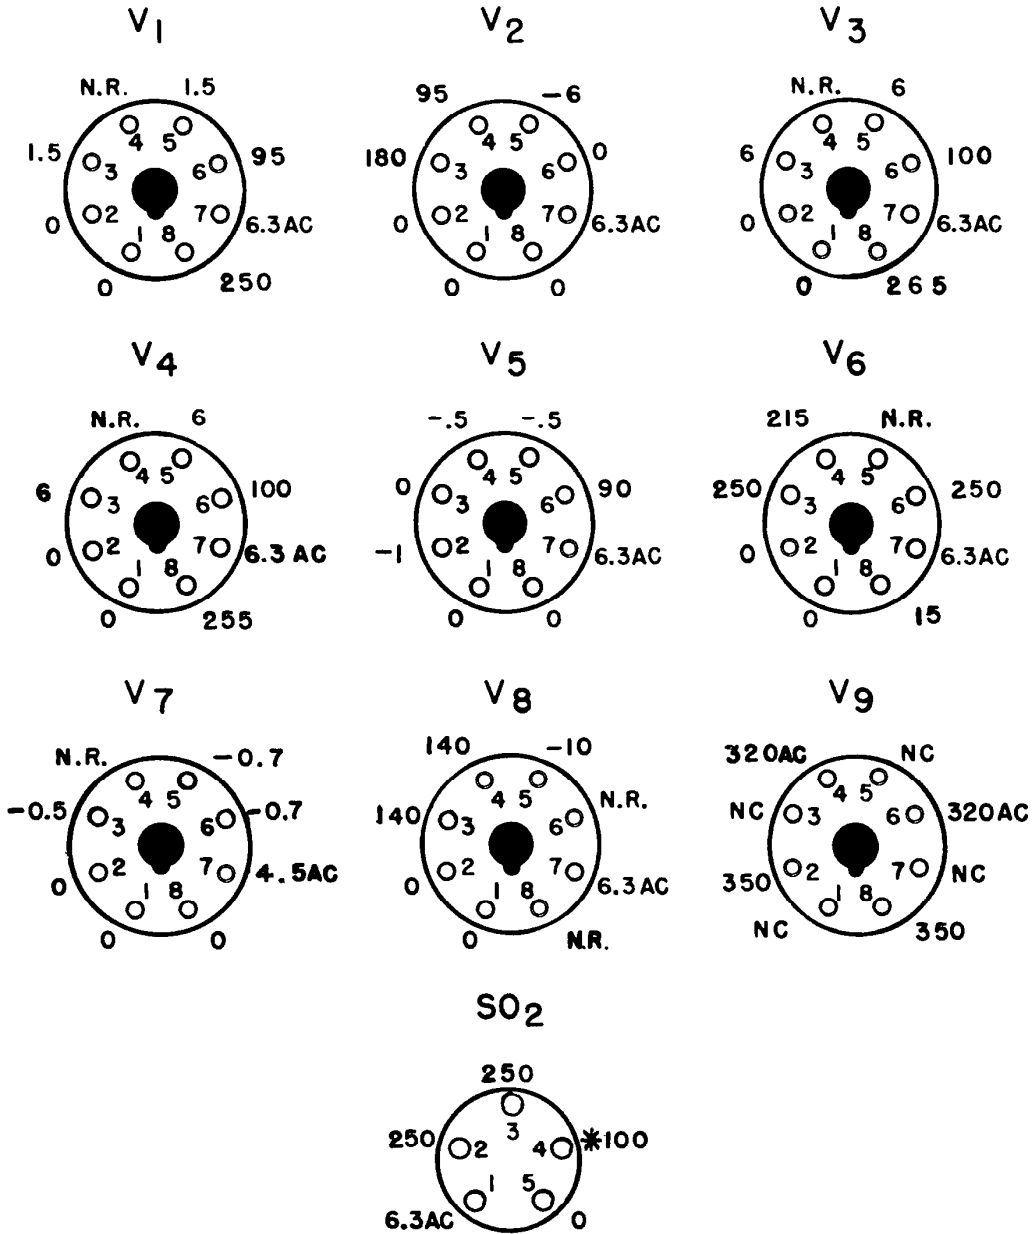 V1 V2 V3
N.R. 1.5 95 -6 N.R. 6
4 5 4 5 4 5
1.5 3 6 95 180 3 6 0 6 3 6 100
0 2 7 6.3AC 0 2 7 6.3AC 0 2 7 6.3AC
1 8 1 8 1 8
0 250 0 0 0 265
V4 V5 V6
N.R. 6 -.5 -.5 215 N.R.
4 5 4 5 4 5
6 3 6 100 0 3 6 90 250 3 6 250
0 2 7 6.3AC -1 2 7 6.3AC 0 2 7 6.3AC
1 8 1 8 1 8
0 255 0 0 0 15
V7 V8 V9
N.R. -0.7 140 -10 320AC NC
4 5 4 5 4 5
-0.5 3 6 -0.7 140 3 6 N.R. NC 3 6 320AC
0 2 7 4.5AC 0 2 7 6.3AC 350 2 7 NC
1 8 1 8 1 8
0 0 0 N.R. NC 350
SO2
250
3
250 2 4 *100
1 5
6.3AC 0